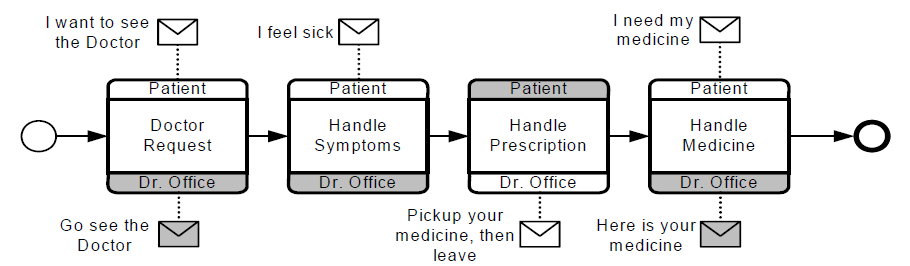 I want to see
the Doctor
I feel sick
I need my
medicine
Patient
Patient
Patient
Patient
Doctor
Request
Handle
Symptoms
Handle
Prescription
Handle
Medicine
Dr. Office
Dr. Office
Dr. Office
Dr. Office
Go see the
Doctor
Pickup your
medicine, then
leave
Here is your
medicine